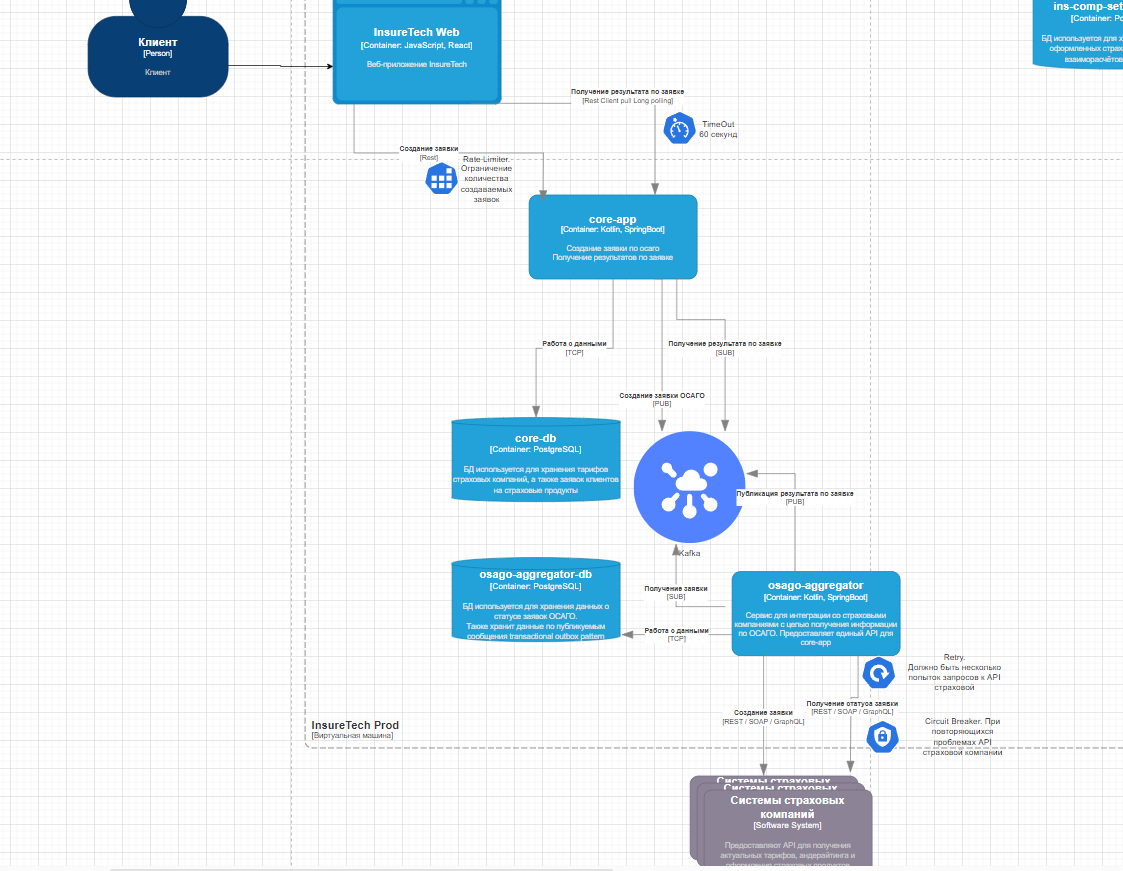 Клиент
[Person]
Клиент
InsureTech Web
[Container: JavaScript, React]
Веб-приложение InsureTech
ins-comp-set
[Container: Po
БД используется для х
оформленных страх
взаиморасчётов
Получение результата по заявке
[Rest Client pull Long polling]
TimeOut
60 секунд
Создание заявки
[Rest]
Rate Limiter.
Ограничение
количества
создаваемых
заявок
core-app
[Container: Kotlin, SpringBoot]
Создание заявки по осаго
Получение результатов по заявке
Работа с данными
[TCP]
Получение результата по заявке
[SUB]
Создание заявки ОСАГО
[PUB]
core-db
[Container: PostgreSQL]
БД используется для хранения тарифов
страховых компаний, а также заявок клиентов
на страховые продукты
Публикация результата по заявке
[PUB]
Kafka
osago-aggregator-db
[Container: PostgreSQL]
БД используется для хранения данных о
статусе заявок ОСАГО.
Также хранит данные по публикуемым
сообщения transactional outbox pattern
Получение заявки
[SUB]
Работа с данными
[TCP]
osago-aggregator
[Container: Kotlin, SpringBoot]
Сервис для интеграции со страховыми
компаниями с целью получения информации
по ОСАГО. Предоставляет единый API для
core-app
Retry.
Должно быть несколько
попыток запросов к API
страховой
Получение статуса заявки
[REST / SOAP / GraphQL]
Создание заявки
[REST / SOAP / GraphQL]
Circuit Breaker. При
повторяющихся
проблемах API
страховой компании
InsureTech Prod
[Виртуальная машина]
Системы страховых
Системы страховых
Системы страховых
компаний
[Software System]
Предоставляют API для получения
актуальных тарифов, андерайтинга и
оформления страховых продуктов